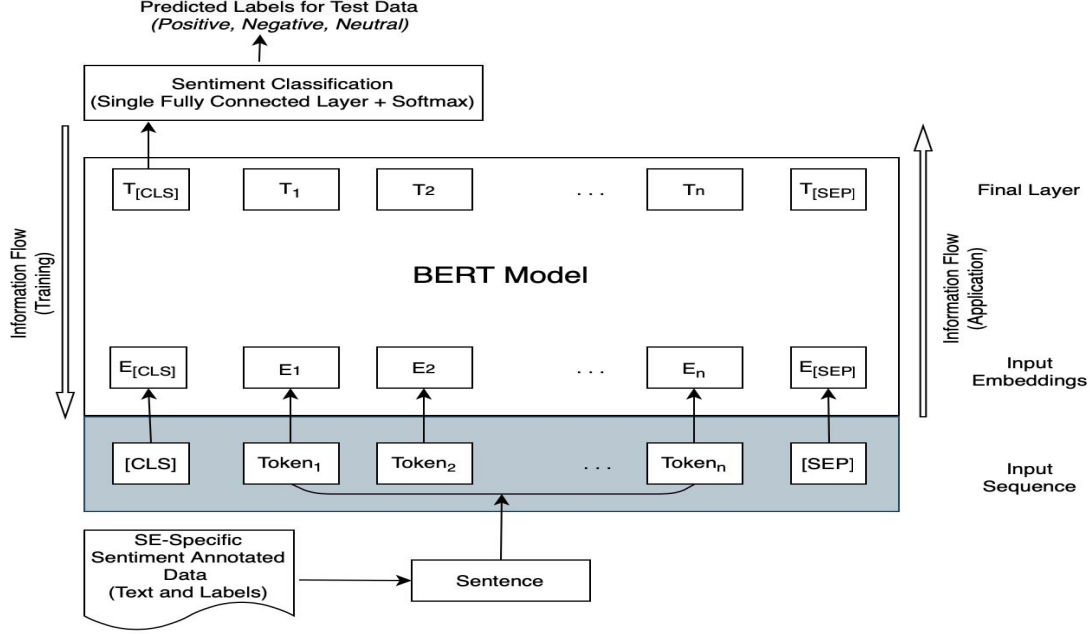 Predicted Labels for Test Data
(Positive, Negative, Neutral)
Sentiment Classification
(Single Fully Connected Layer + Softmax)
Information Flow
(Training)
T[CLS] T1 T2 . . . Tn T[SEP]
Final Layer
BERT Model
Information Flow
(Application)
E[CLS] E1 E2 . . . En E[SEP]
Input
Embeddings
[CLS] Token1 Token2 . . . Tokenn [SEP]
Input
Sequence
SE-Specific
Sentiment Annotated
Data
(Text and Labels)
Sentence